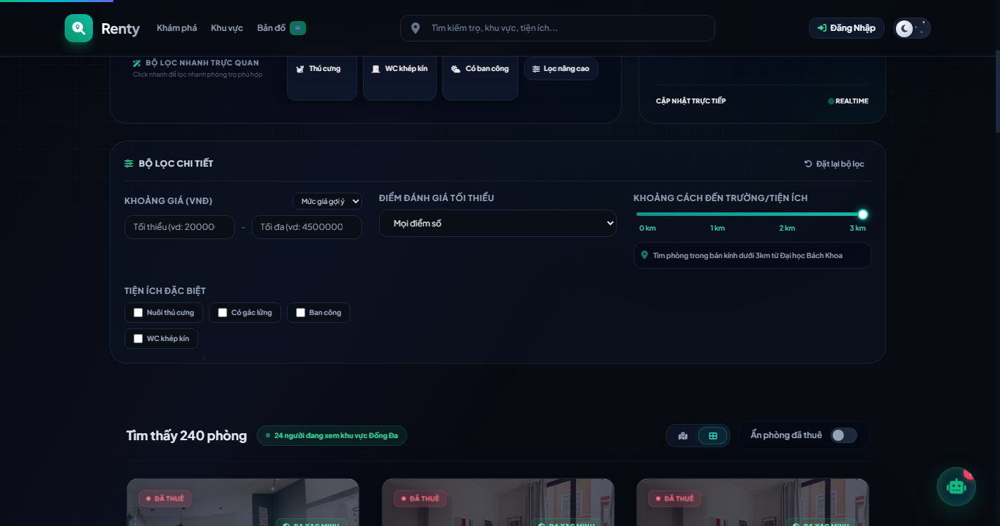 Renty
Khám phá
Khu vực
Bản đồ
Tìm kiếm trọ, khu vực, tiện ích...
Đăng Nhập
BỘ LỌC NHANH TRỰC QUAN
Click nhanh để lọc nhanh phòng trọ phù hợp
Thú cưng
WC khép kín
Có ban công
Lọc nâng cao
CẬP NHẬT TRỰC TIẾP
REALTIME
BỘ LỌC CHI TIẾT
Đặt lại bộ lọc
KHOẢNG GIÁ (VNĐ)
Mức giá gợi ý
Tối thiểu (vd: 20000
–
Tối đa (vd: 4500000
ĐIỂM ĐÁNH GIÁ TỐI THIỂU
Mọi điểm số
KHOẢNG CÁCH ĐẾN TRƯỜNG/TIỆN ÍCH
0 km
1 km
2 km
3 km
Tìm phòng trong bán kính dưới 3km từ Đại học Bách Khoa
TIỆN ÍCH ĐẶC BIỆT
Nuôi thú cưng
Có gác lửng
Ban công
WC khép kín
Tìm thấy 240 phòng
24 người đang xem khu vực Đống Đa
Ẩn phòng đã thuê
ĐÃ THUÊ
ĐÃ THUÊ
ĐÃ THUÊ
ĐÃ XÁC MINH
ĐÃ XÁC MINH
ĐÃ XÁC MINH